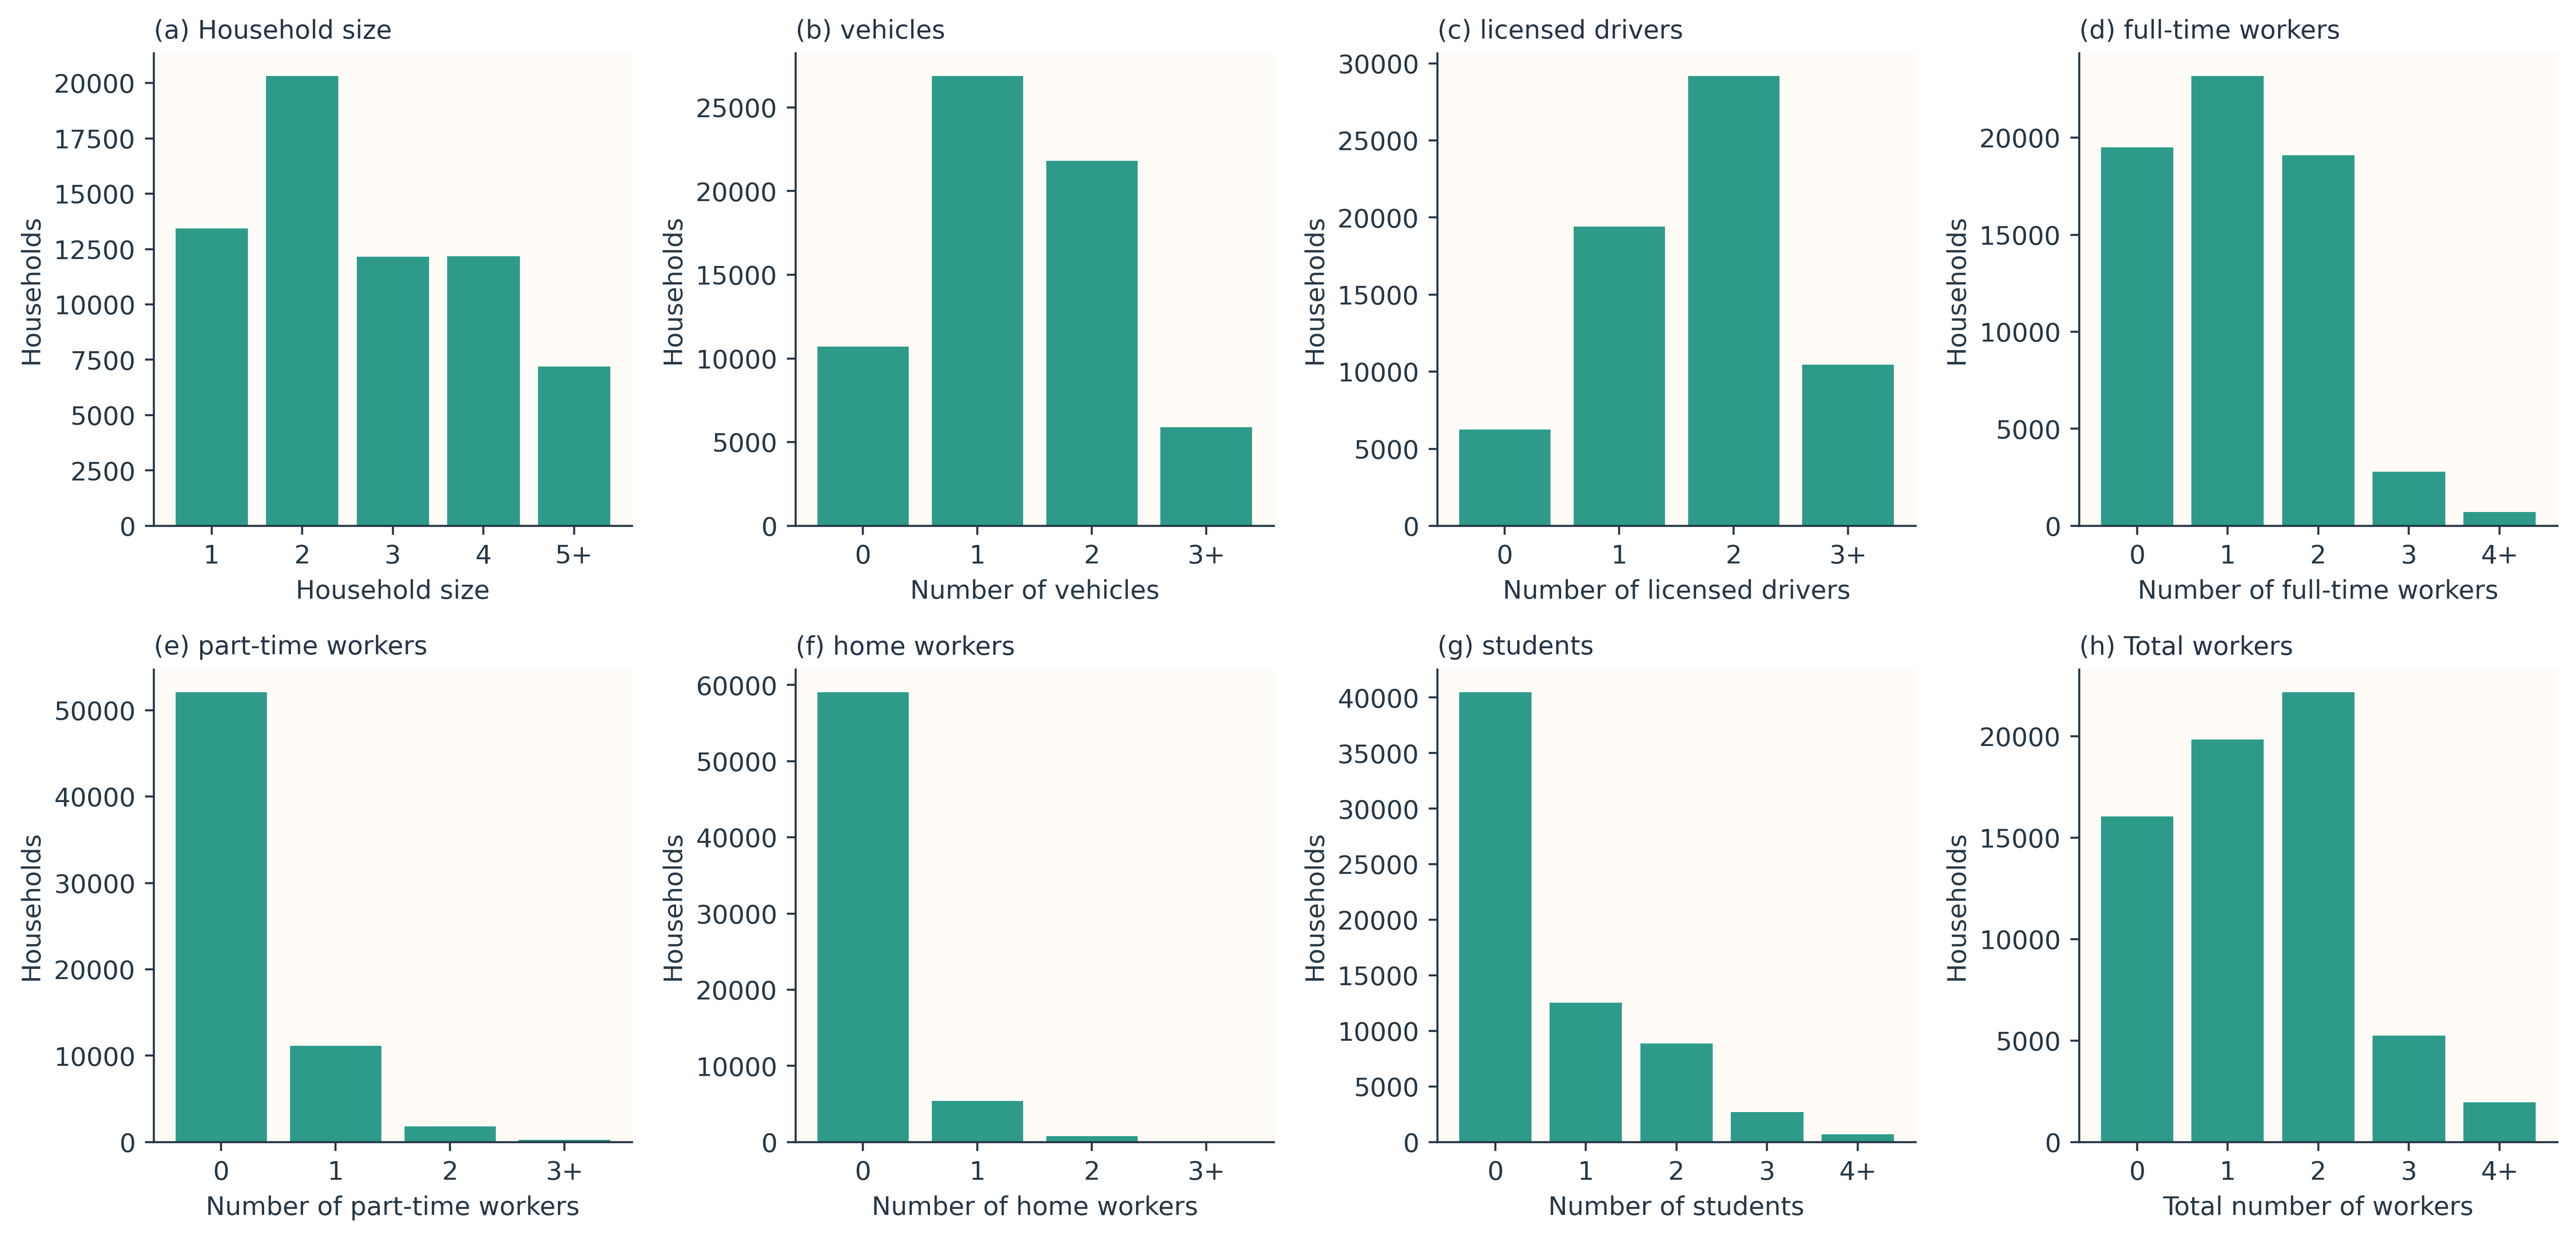 (a) Household size
Households
20000
17500
15000
12500
10000
7500
5000
2500
0
1 2 3 4 5+
Household size
(b) vehicles
Households
25000
20000
15000
10000
5000
0
0 1 2 3+
Number of vehicles
(c) licensed drivers
Households
30000
25000
20000
15000
10000
5000
0
0 1 2 3+
Number of licensed drivers
(d) full-time workers
Households
20000
15000
10000
5000
0
0 1 2 3 4+
Number of full-time workers
(e) part-time workers
Households
50000
40000
30000
20000
10000
0
0 1 2 3+
Number of part-time workers
(f) home workers
Households
60000
50000
40000
30000
20000
10000
0
0 1 2 3+
Number of home workers
(g) students
Households
40000
35000
30000
25000
20000
15000
10000
5000
0
0 1 2 3 4+
Number of students
(h) Total workers
Households
20000
15000
10000
5000
0
0 1 2 3 4+
Total number of workers